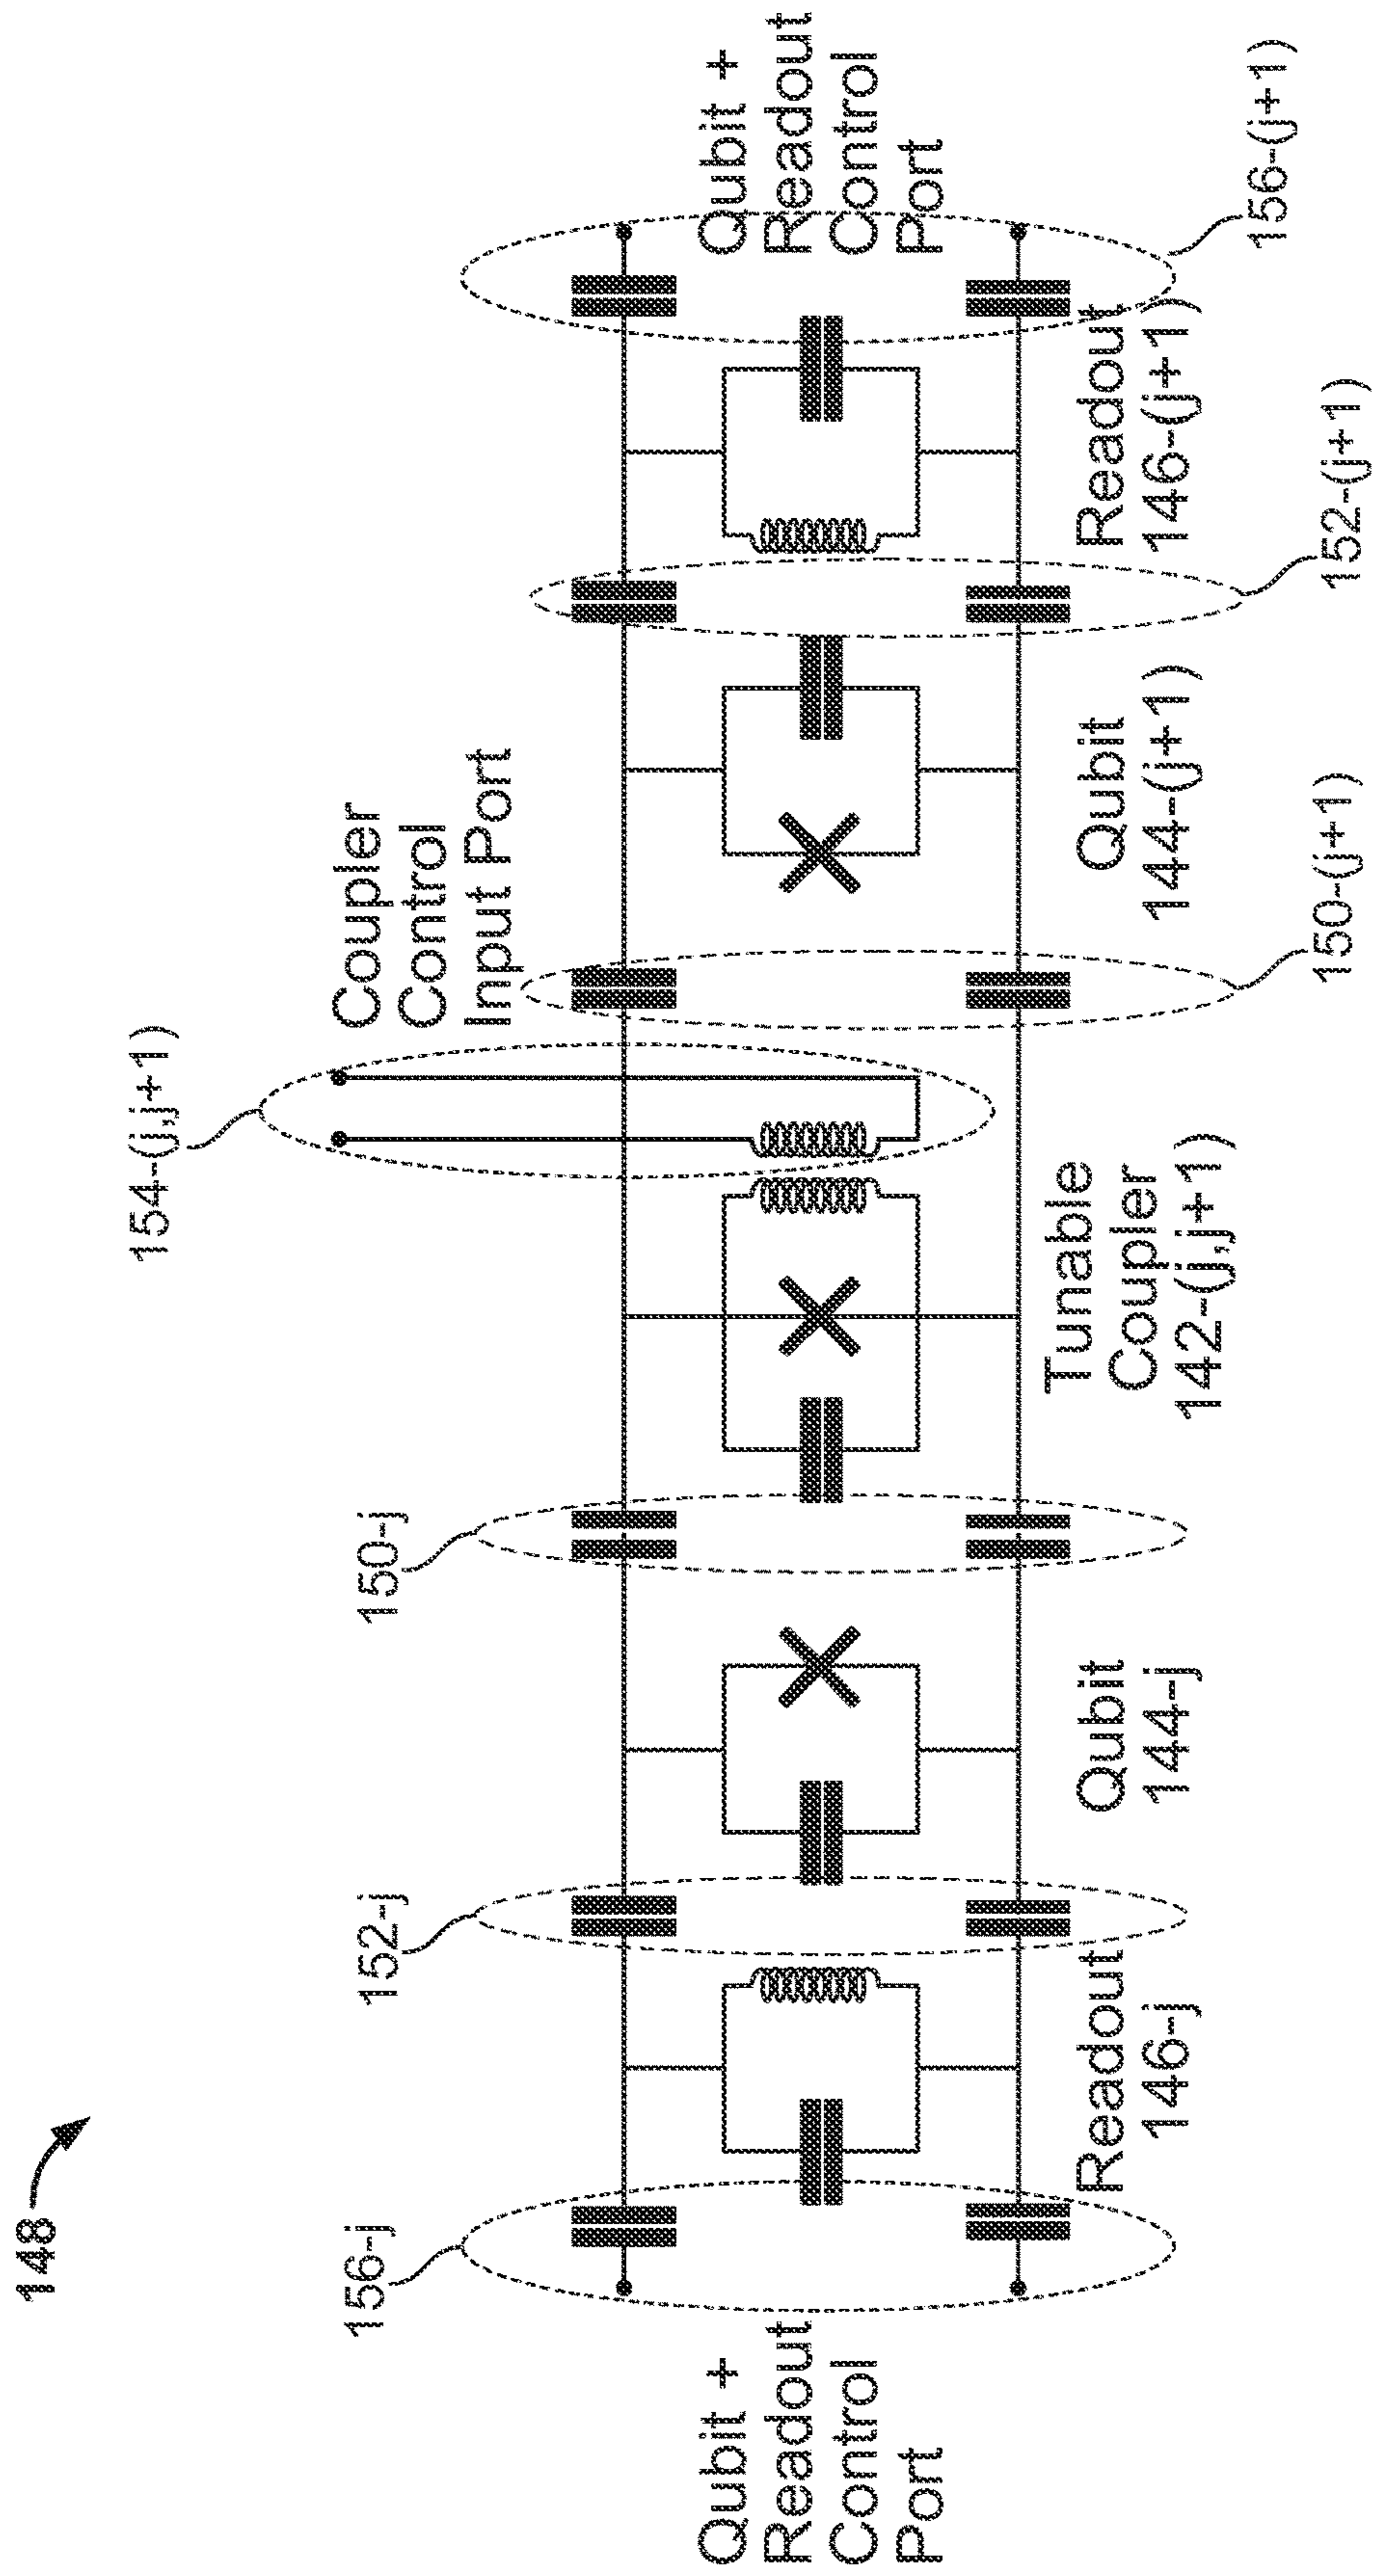 148
154-(j,j+1)
Coupler
Control
Input Port
156-j
152-j
150-j
Qubit +
Readout
Control
Port
Qubit +
Readout
Control
Port
Readout
146-j
Qubit
144-j
Tunable
Coupler
142-(j,j+1)
Qubit
144-(j+1)
Readout
146-(j+1)
150-(j+1)
152-(j+1)
156-(j+1)